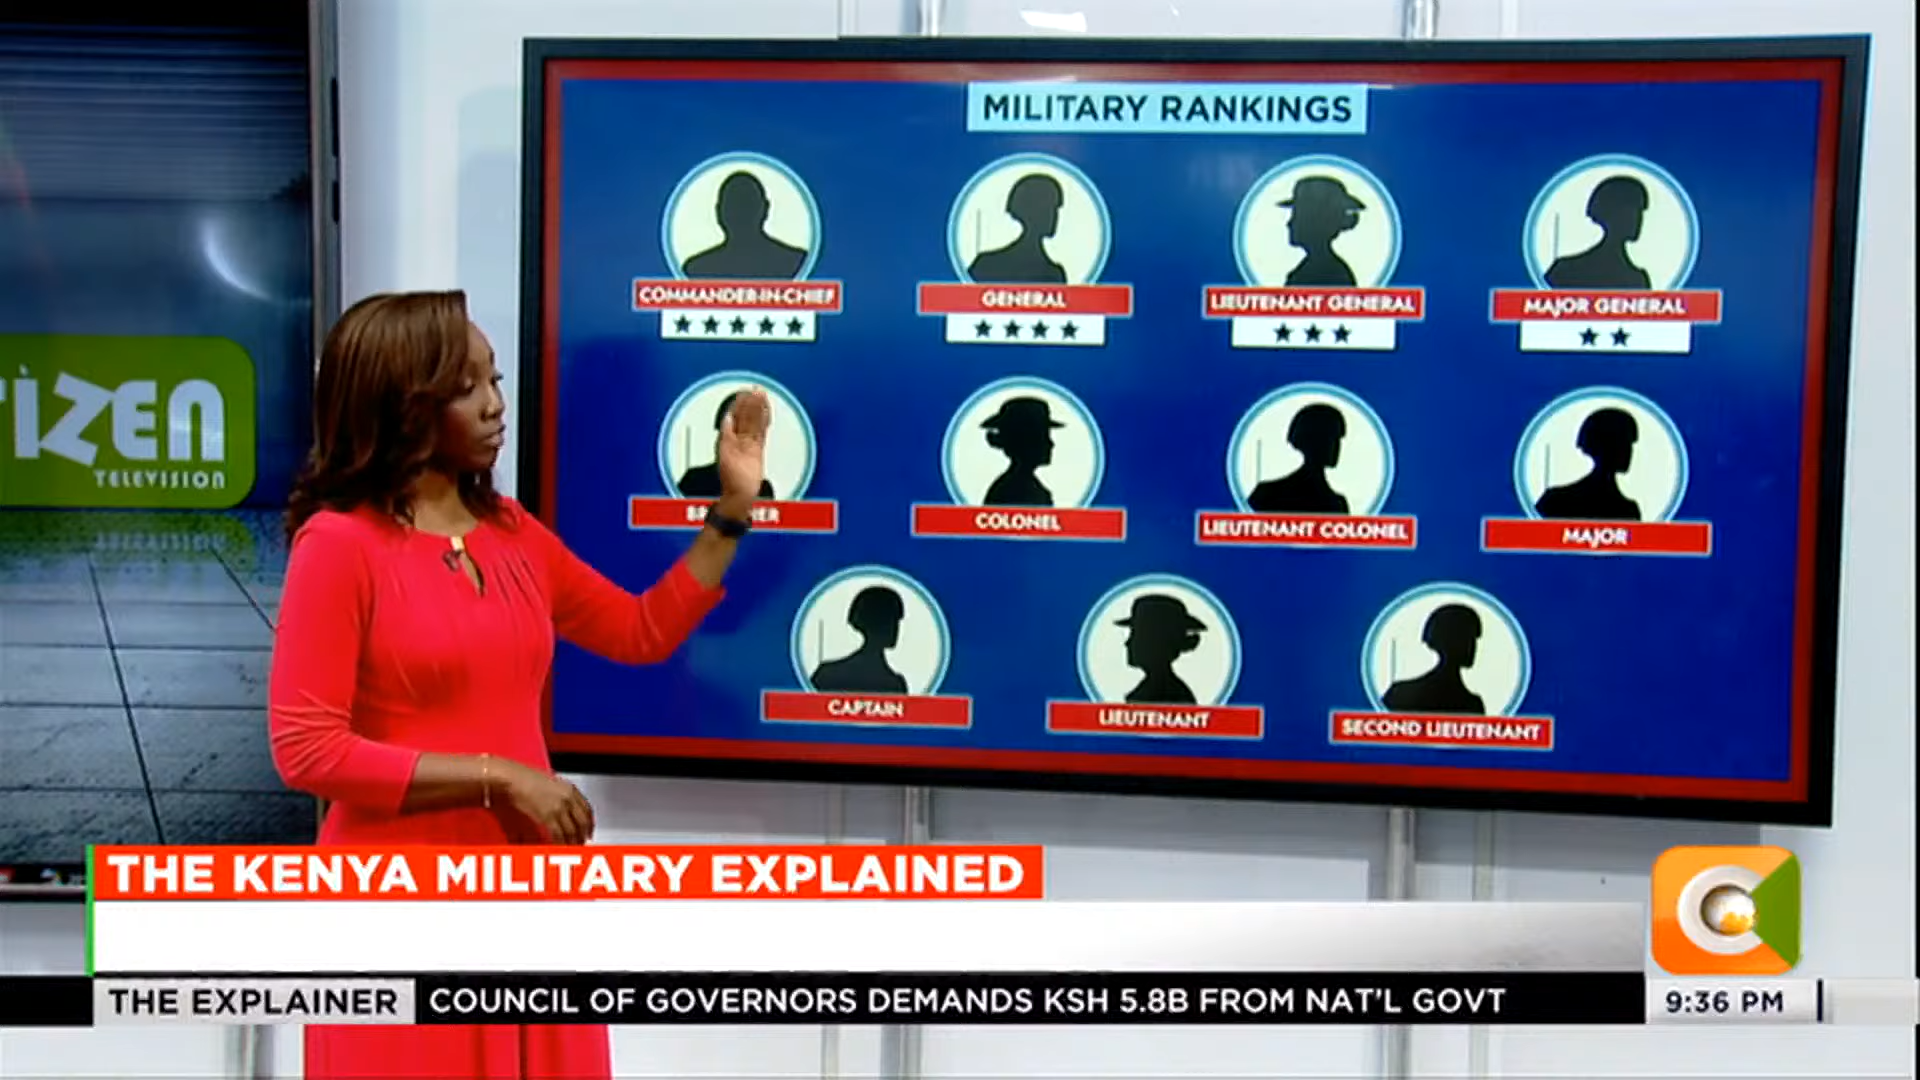 MILITARY RANKINGS
COMMANDER-IN-CHIEF
GENERAL
LIEUTENANT GENERAL
MAJOR GENERAL
COLONEL
LIEUTENANT COLONEL
MAJOR
CAPTAIN
LIEUTENANT
SECOND LIEUTENANT
TIZEN
TELEVISION
THE KENYA MILITARY EXPLAINED
THE EXPLAINER
COUNCIL OF GOVERNORS DEMANDS KSH 5.8B FROM NAT'L GOVT
9:36 PM